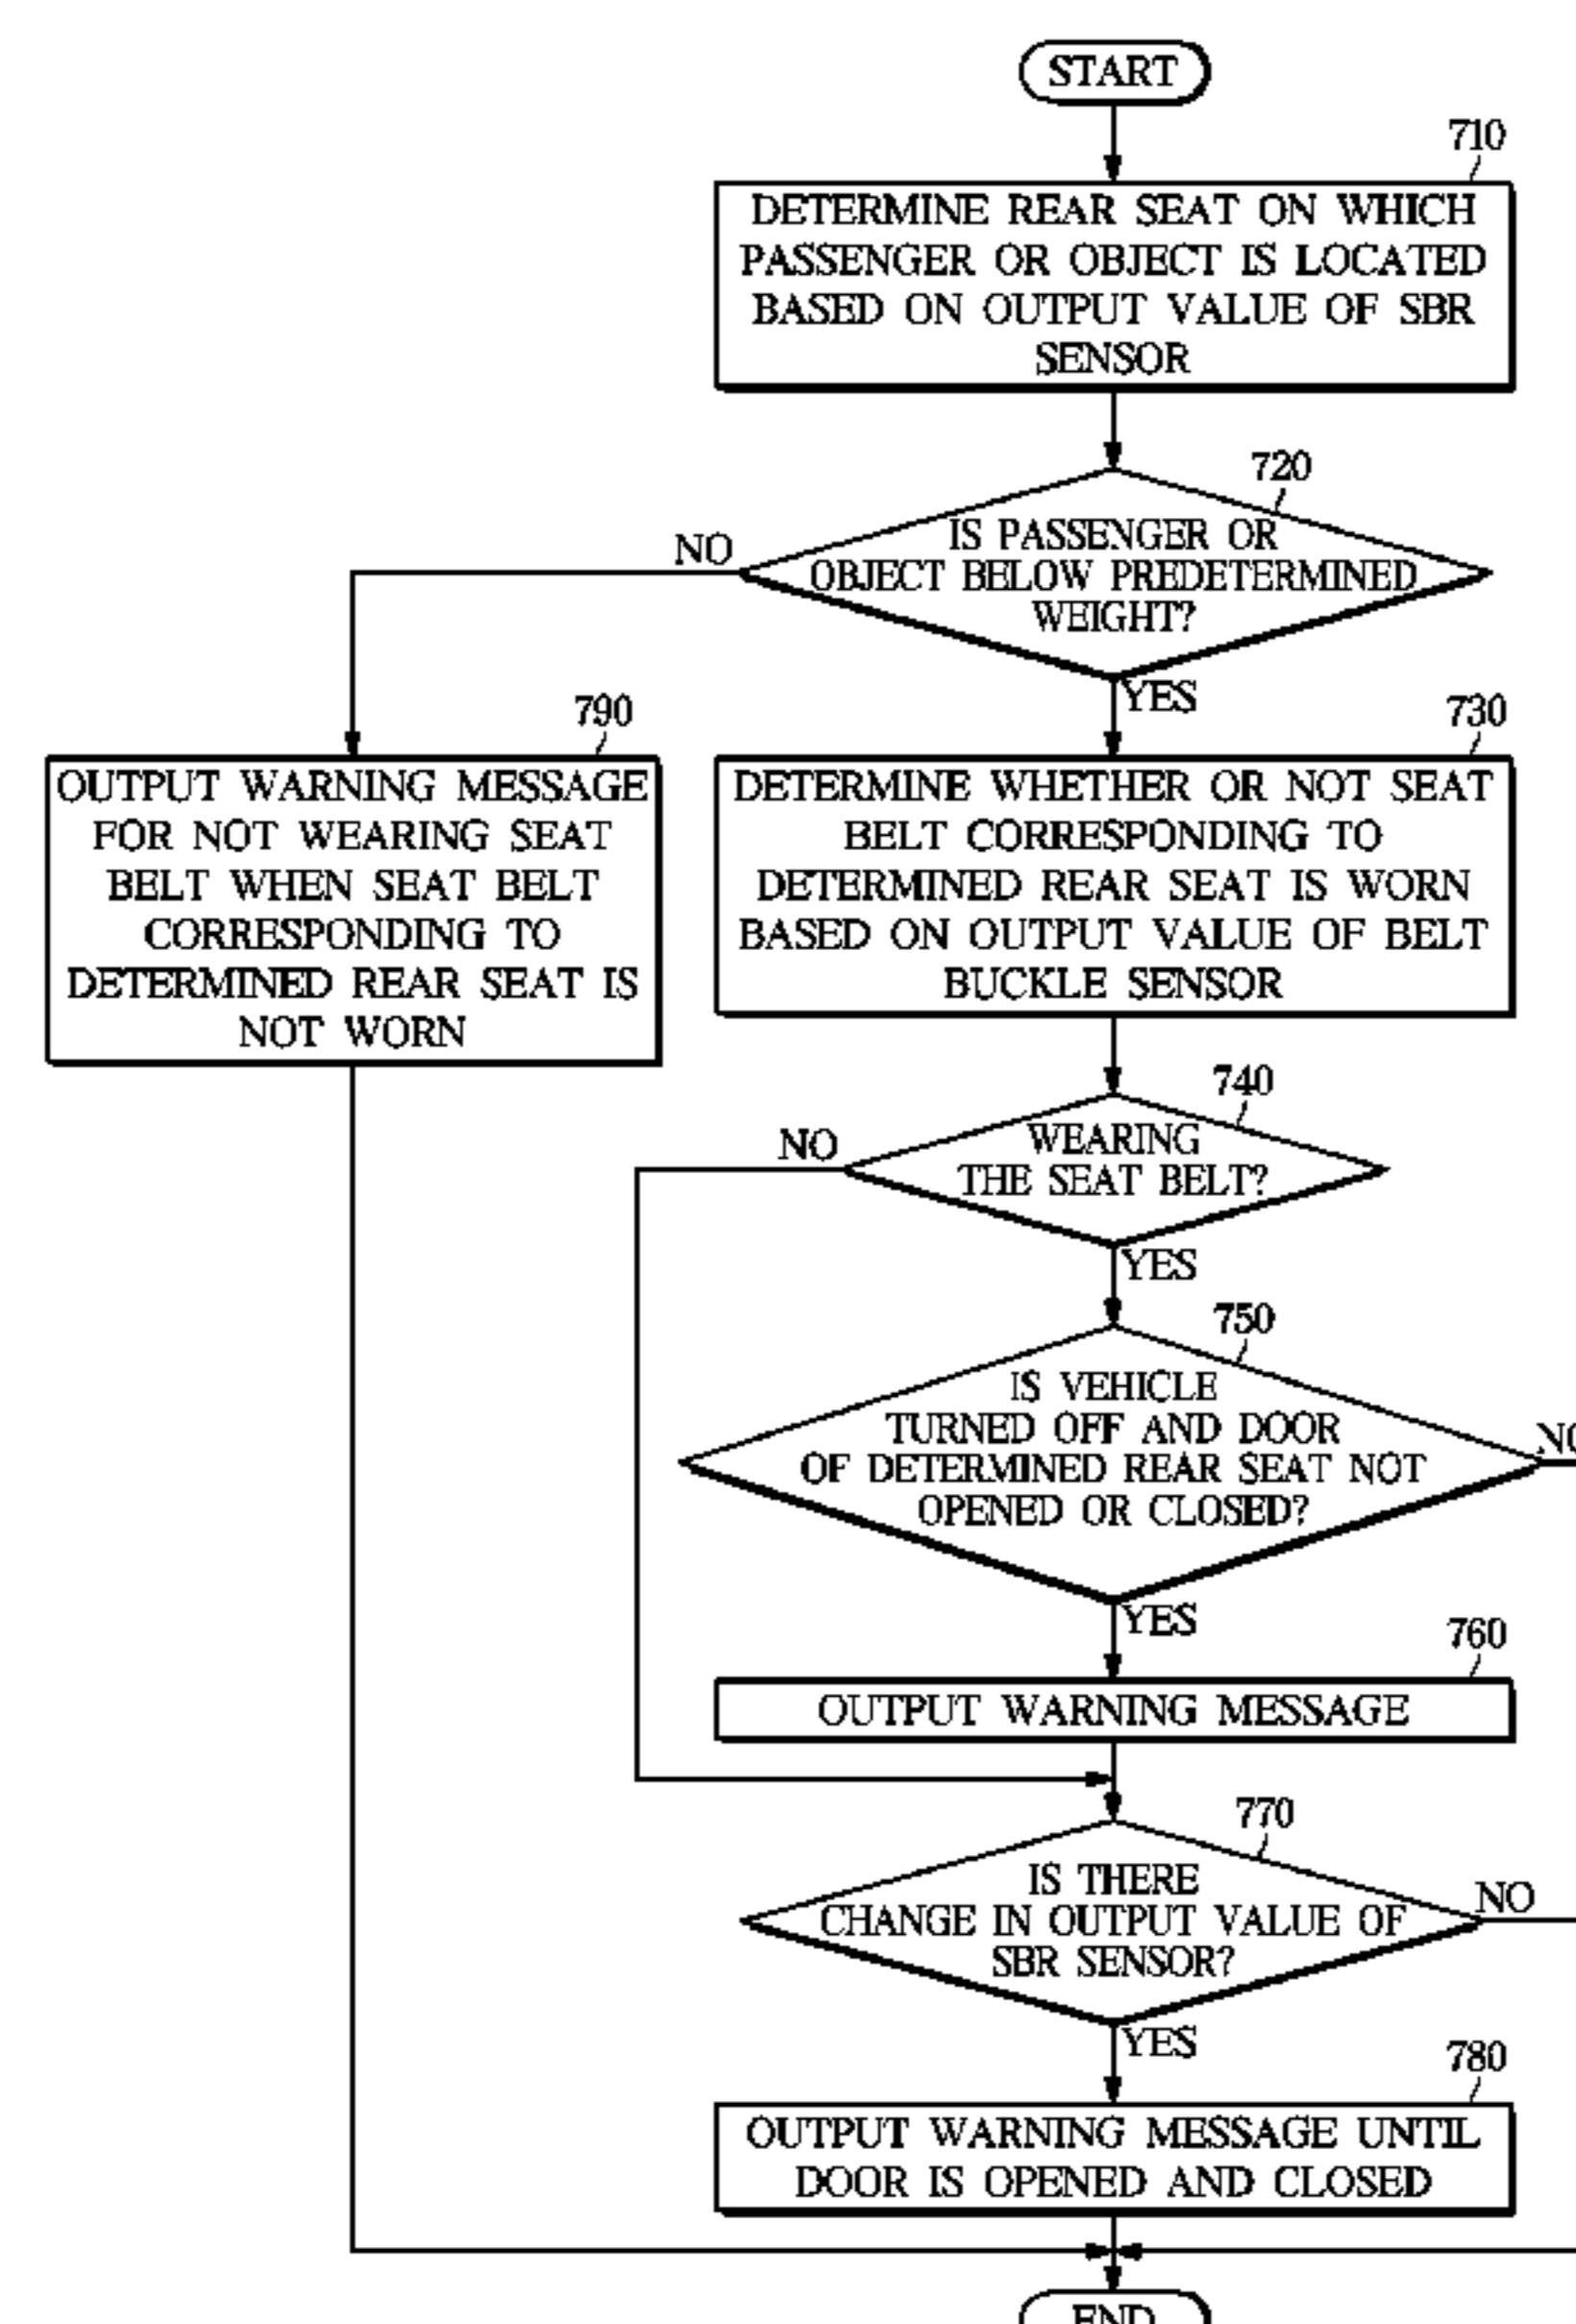 START
710
DETERMINE REAR SEAT ON WHICH
PASSENGER OR OBJECT IS LOCATED
BASED ON OUTPUT VALUE OF SBR
SENSOR
720
IS PASSENGER OR
OBJECT BELOW PREDETERMINED
WEIGHT?
NO
YES
790
OUTPUT WARNING MESSAGE
FOR NOT WEARING SEAT
BELT WHEN SEAT BELT
CORRESPONDING TO
DETERMINED REAR SEAT IS
NOT WORN
730
DETERMINE WHETHER OR NOT SEAT
BELT CORRESPONDING TO
DETERMINED REAR SEAT IS WORN
BASED ON OUTPUT VALUE OF BELT
BUCKLE SENSOR
740
WEARING
THE SEAT BELT?
NO
YES
750
IS VEHICLE
TURNED OFF AND DOOR
OF DETERMINED REAR SEAT NOT
OPENED OR CLOSED?
NO
YES
760
OUTPUT WARNING MESSAGE
770
IS THERE
CHANGE IN OUTPUT VALUE OF
SBR SENSOR?
NO
YES
780
OUTPUT WARNING MESSAGE UNTIL
DOOR IS OPENED AND CLOSED
END